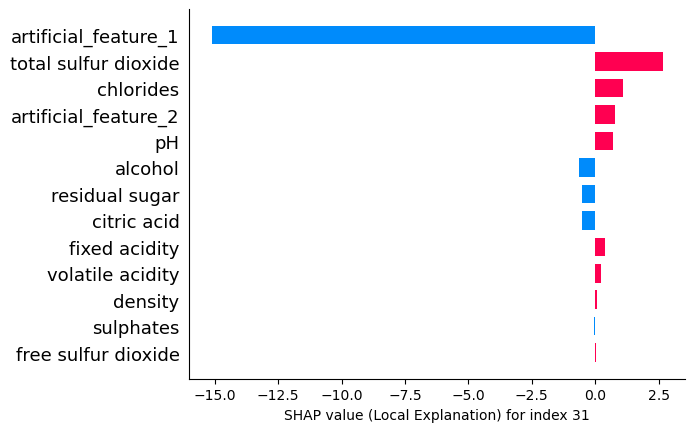 artificial_feature_1
total sulfur dioxide
chlorides
artificial_feature_2
pH
alcohol
residual sugar
citric acid
fixed acidity
volatile acidity
density
sulphates
free sulfur dioxide
−15.0 −12.5 −10.0 −7.5 −5.0 −2.5 0.0 2.5
SHAP value (Local Explanation) for index 31